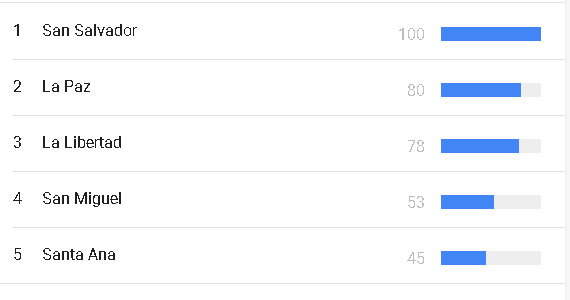 1 San Salvador 100
2 La Paz 80
3 La Libertad 78
4 San Miguel 53
5 Santa Ana 45